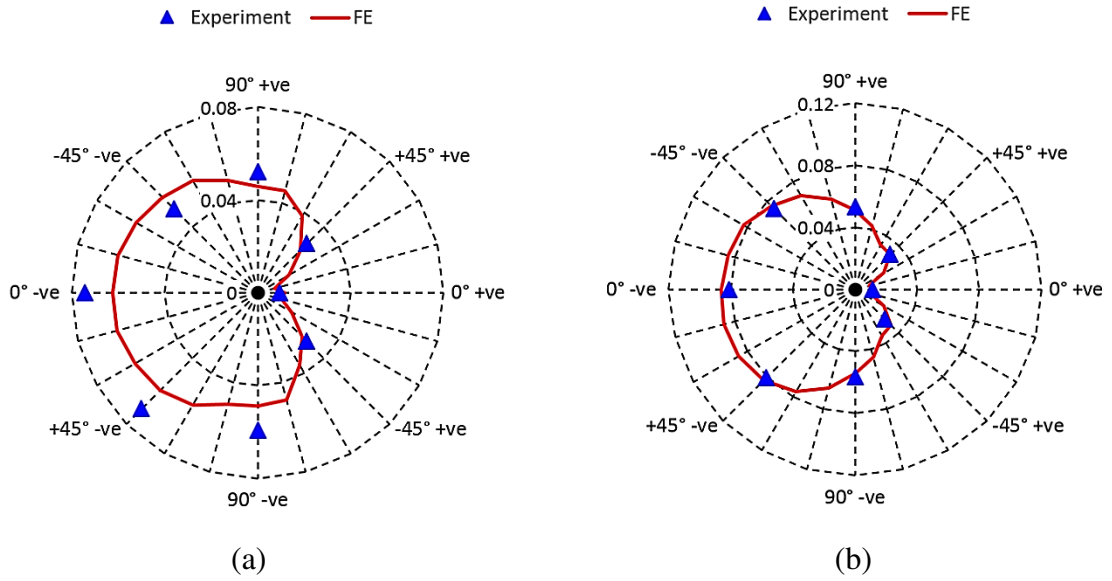 Experiment FE
90° +ve
0.08
-45° -ve
+45° +ve
0.04
0° -ve
0
0° +ve
+45° -ve
-45° +ve
90° -ve
(a)
Experiment FE
90° +ve
0.12
-45° -ve
+45° +ve
0.08
0.04
0° -ve
0
0° +ve
+45° -ve
-45° +ve
90° -ve
(b)